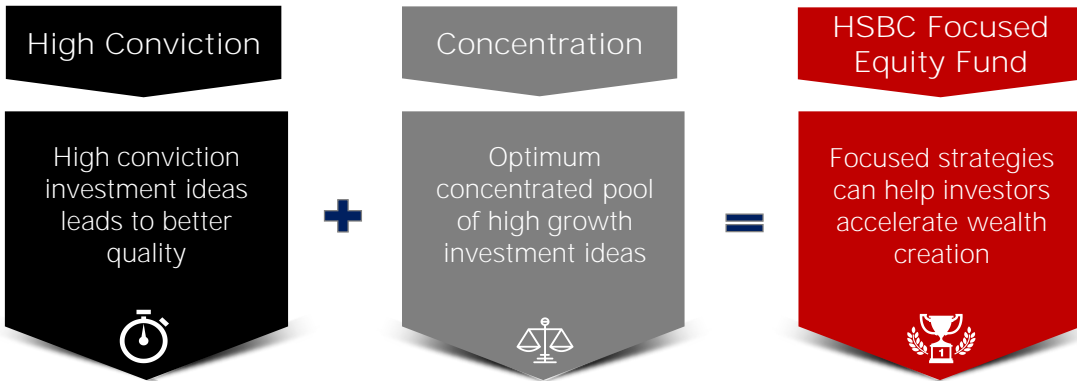 High Conviction
High conviction
investment ideas
leads to better
quality
+
Concentration
Optimum
concentrated pool
of high growth
investment ideas
=
HSBC Focused
Equity Fund
Focused strategies
can help investors
accelerate wealth
creation
1